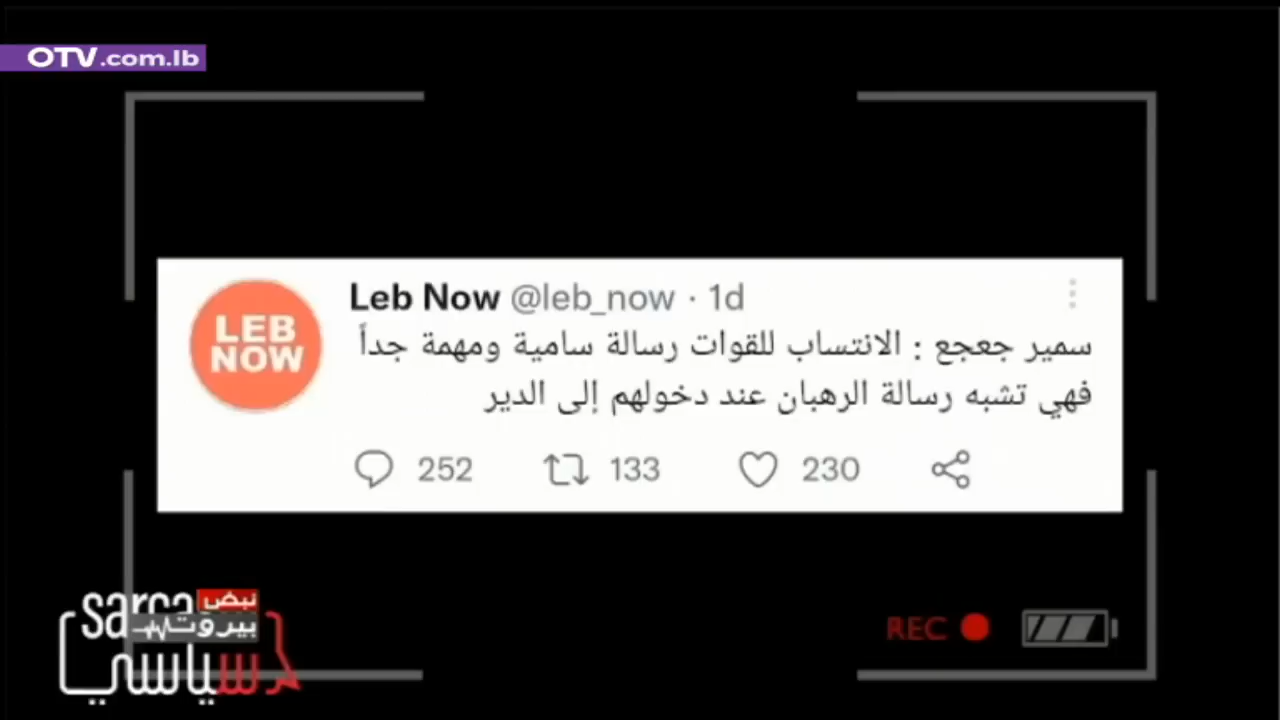 OTV.com.lb
Leb Now @leb_now · 1d
LEB
NOW
سمير جعجع : الانتساب للقوات رسالة سامية ومهمة جداً
فهي تشبه رسالة الرهبان عند دخولهم إلى الدير
252 133 230
REC
نبض
بيروت
سياسي